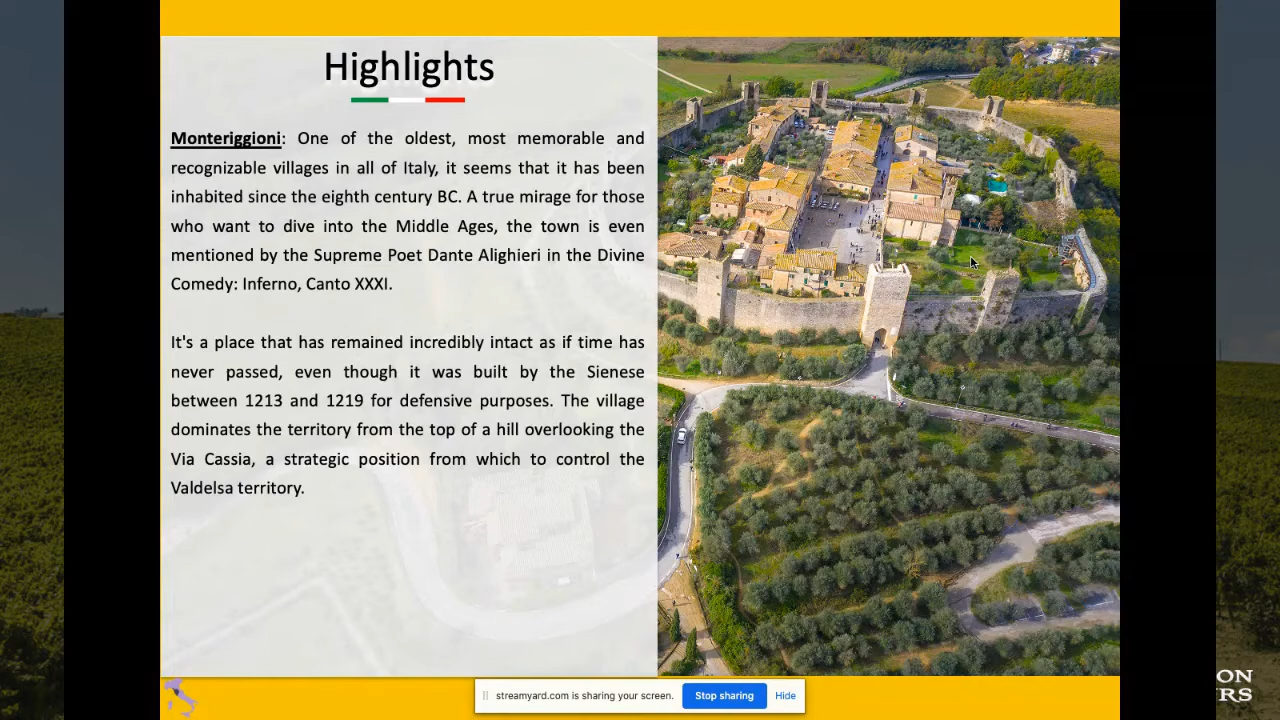 Highlights
Monteriggioni: One of the oldest, most memorable and
recognizable villages in all of Italy, it seems that it has been
inhabited since the eighth century BC. A true mirage for those
who want to dive into the Middle Ages, the town is even
mentioned by the Supreme Poet Dante Alighieri in the Divine
Comedy: Inferno, Canto XXXI.
It's a place that has remained incredibly intact as if time has
never passed, even though it was built by the Sienese
between 1213 and 1219 for defensive purposes. The village
dominates the territory from the top of a hill overlooking the
Via Cassia, a strategic position from which to control the
Valdelsa territory.
streamyard.com is sharing your screen. Stop sharing Hide
ON
RS